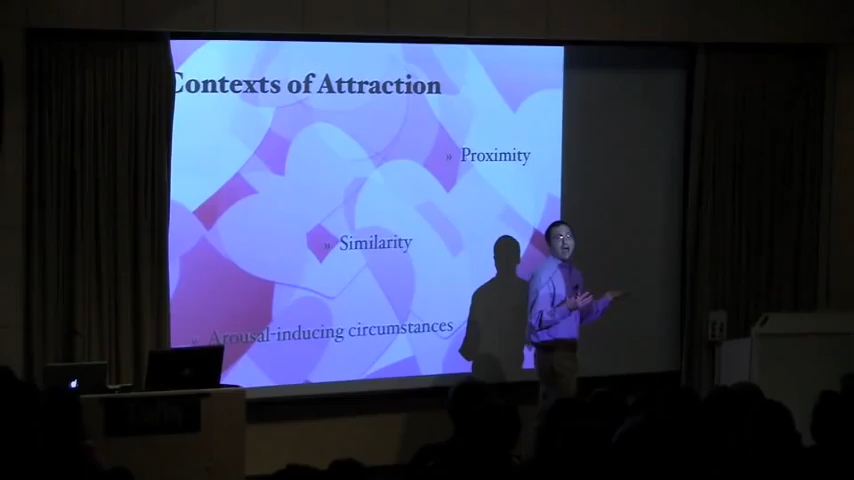 Contexts of Attraction
» Proximity
» Similarity
» Arousal-inducing circumstances